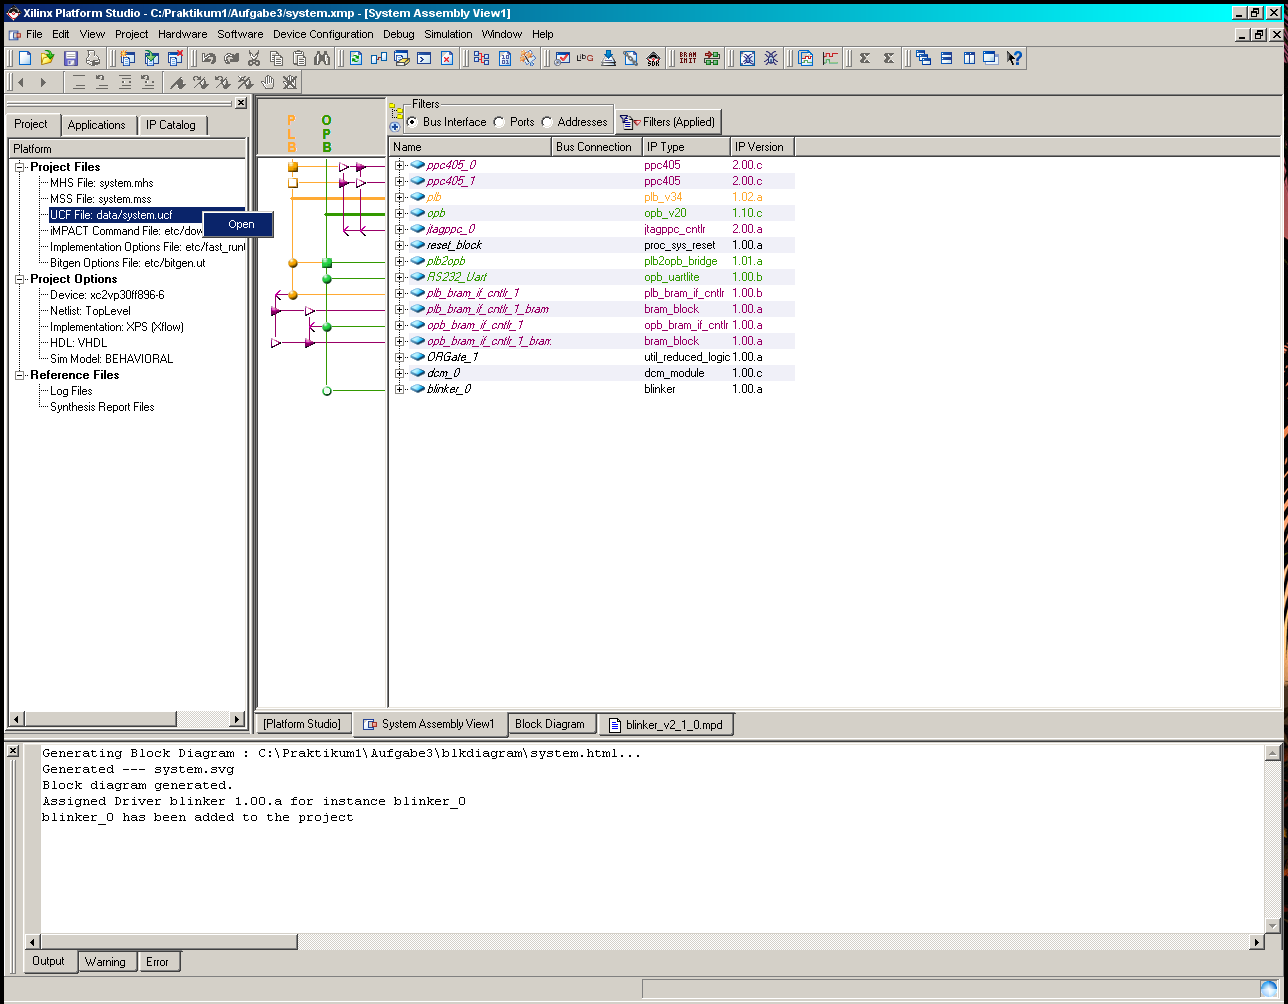 Xilinx Platform Studio - C:/Praktikum1/Aufgabe3/system.xmp - [System Assembly View1]
File Edit View Project Hardware Software Device Configuration Debug Simulation Window Help
Project Applications IP Catalog
Platform
Project Files
MHS File: system.mhs
MSS File: system.mss
UCF File: data/system.ucf
Open
iMPACT Command File: etc/dow
Implementation Options File: etc/fast_runt
Bitgen Options File: etc/bitgen.ut
Project Options
Device: xc2vp30ff896-6
Netlist: TopLevel
Implementation: XPS (Xflow)
HDL: VHDL
Sim Model: BEHAVIORAL
Reference Files
Log Files
Synthesis Report Files
PLB OPB
Filters
Bus Interface Ports Addresses Filters (Applied)
Name Bus Connection IP Type IP Version
ppc405_0 ppc405 2.00.c
ppc405_1 ppc405 2.00.c
plb plb_v34 1.02.a
opb opb_v20 1.10.c
jtagppc_0 jtagppc_cntlr 2.00.a
reset_block proc_sys_reset 1.00.a
plb2opb plb2opb_bridge 1.01.a
RS232_Uart opb_uartlite 1.00.b
plb_bram_if_cntlr_1 plb_bram_if_cntlr 1.00.b
plb_bram_if_cntlr_1_bram bram_block 1.00.a
opb_bram_if_cntlr_1 opb_bram_if_cntlr 1.00.a
opb_bram_if_cntlr_1_bram bram_block 1.00.a
ORGate_1 util_reduced_logic 1.00.a
dcm_0 dcm_module 1.00.c
blinker_0 blinker 1.00.a
[Platform Studio] System Assembly View1 Block Diagram blinker_v2_1_0.mpd
Generating Block Diagram : C:\Praktikum1\Aufgabe3\blkdiagram\system.html...
Generated --- system.svg
Block diagram generated.
Assigned Driver blinker 1.00.a for instance blinker_0
blinker_0 has been added to the project
Output Warning Error